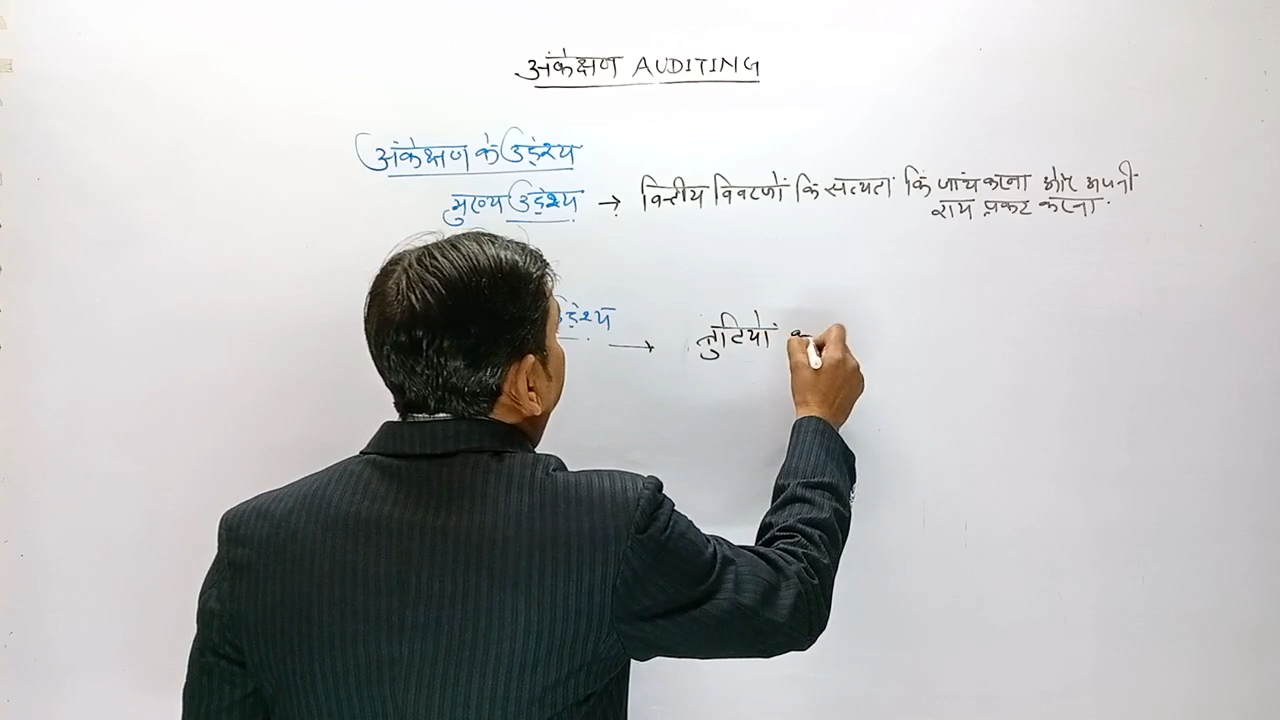 अंकेक्षण AUDITING
अंकेक्षण के उद्देश्य
मुख्य उद्देश्य → वित्तीय विवरणों कि सत्यता कि जांच करना और अपनी
राय प्रकट करना.
त्रुटियों